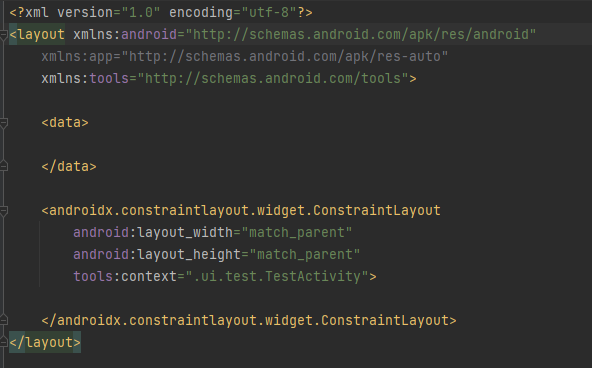 <?xml version="1.0" encoding="utf-8"?>
<layout xmlns:android="http://schemas.android.com/apk/res/android"
    xmlns:app="http://schemas.android.com/apk/res-auto"
    xmlns:tools="http://schemas.android.com/tools">
    <data>
    </data>
    <androidx.constraintlayout.widget.ConstraintLayout
        android:layout_width="match_parent"
        android:layout_height="match_parent"
        tools:context=".ui.test.TestActivity">
    </androidx.constraintlayout.widget.ConstraintLayout>
</layout>